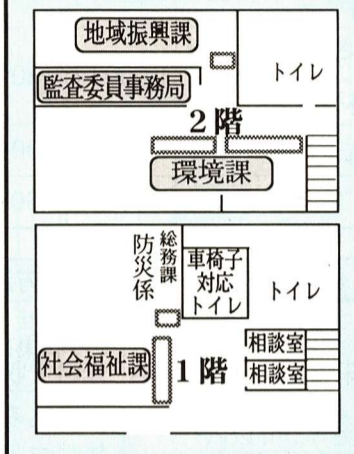 地域振興課
トイレ
監査委員事務局
2階
環境課
総務課
防災係
車椅子
対応
トイレ
トイレ
相談室
社会福祉課
1階
相談室